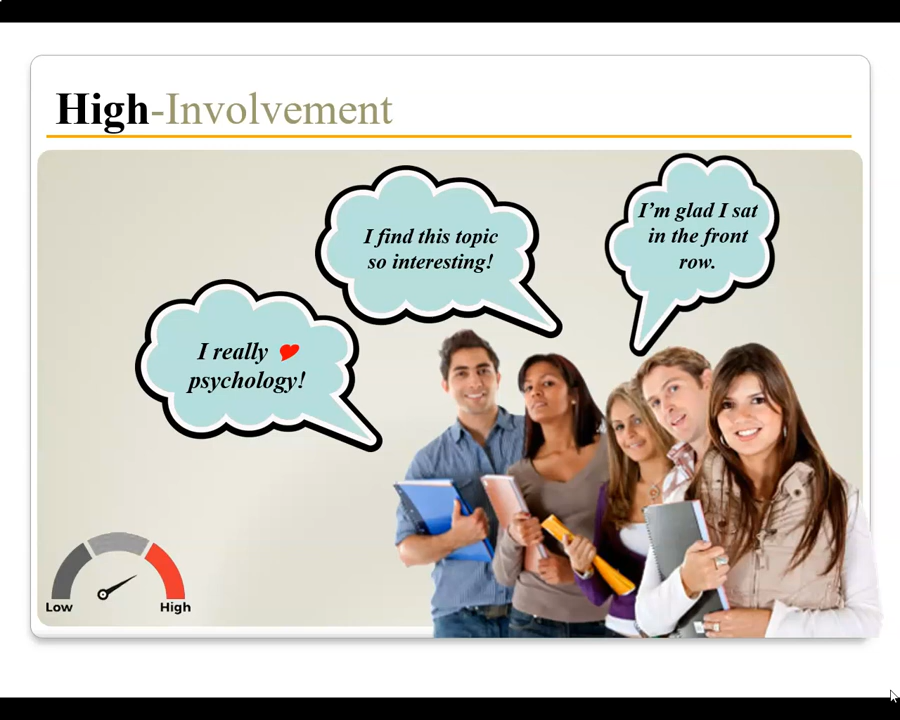 High-Involvement
I'm glad I sat
in the front
row.
I find this topic
so interesting!
I really
psychology!
Low
High